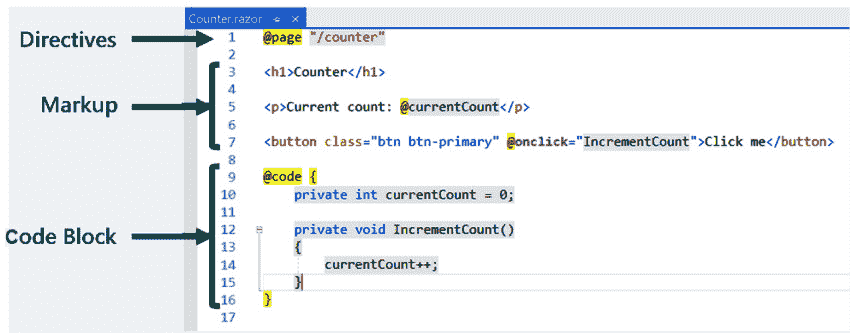 Counter.razor
Directives
1 @page "/counter"
2
3 <h1>Counter</h1>
Markup
4
5 <p>Current count: @currentCount</p>
6
7 <button class="btn btn-primary" @onclick="IncrementCount">Click me</button>
8
9 @code {
10 private int currentCount = 0;
11
Code Block
12 private void IncrementCount()
13 {
14 currentCount++;
15 }
16 }
17